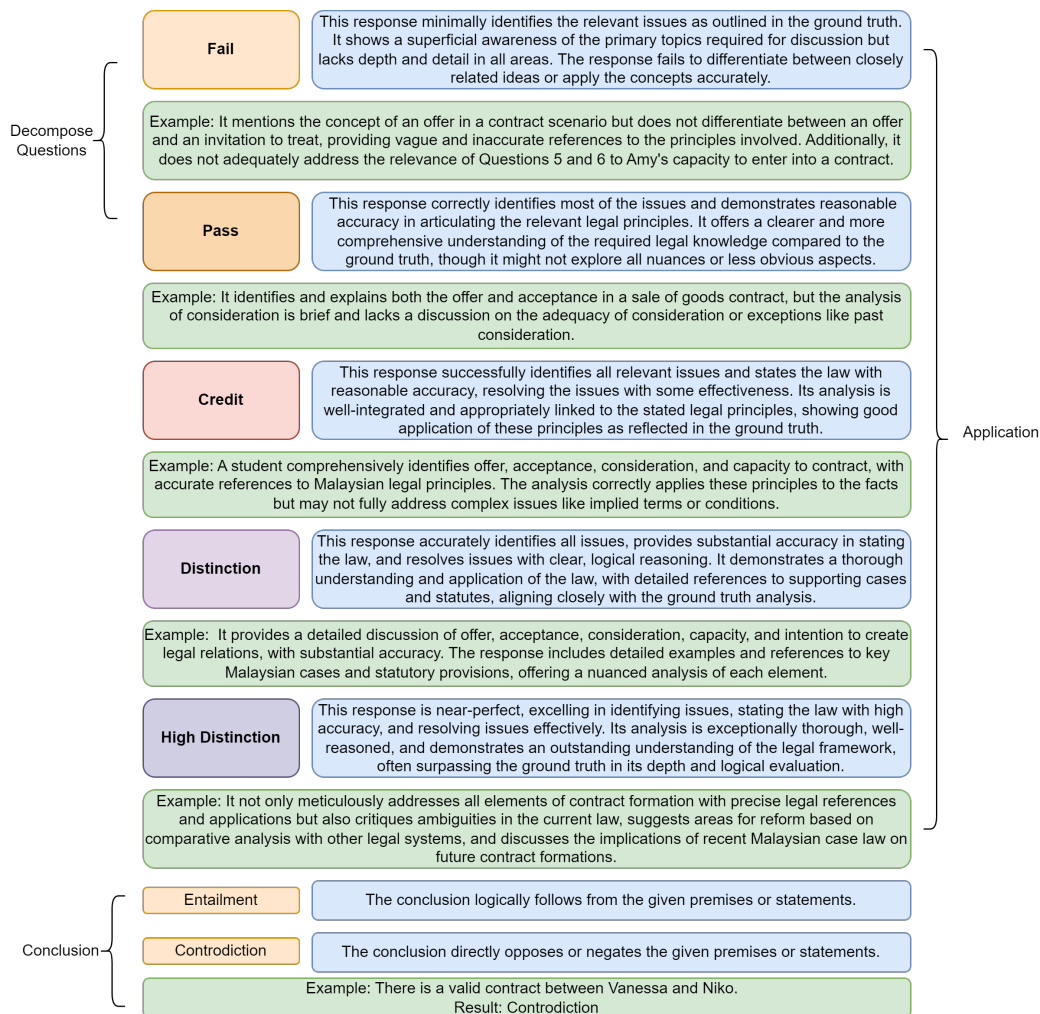 Fail
This response minimally identifies the relevant issues as outlined in the ground truth.
It shows a superficial awareness of the primary topics required for discussion but
lacks depth and detail in all areas. The response fails to differentiate between closely
related ideas or apply the concepts accurately.
Decompose
Questions
Example: It mentions the concept of an offer in a contract scenario but does not differentiate between an offer
and an invitation to treat, providing vague and inaccurate references to the principles involved. Additionally, it
does not adequately address the relevance of Questions 5 and 6 to Amy's capacity to enter into a contract.
Pass
This response correctly identifies most of the issues and demonstrates reasonable
accuracy in articulating the relevant legal principles. It offers a clearer and more
comprehensive understanding of the required legal knowledge compared to the
ground truth, though it might not explore all nuances or less obvious aspects.
Example: It identifies and explains both the offer and acceptance in a sale of goods contract, but the analysis
of consideration is brief and lacks a discussion on the adequacy of consideration or exceptions like past
consideration.
Credit
This response successfully identifies all relevant issues and states the law with
reasonable accuracy, resolving the issues with some effectiveness. Its analysis is
well-integrated and appropriately linked to the stated legal principles, showing good
application of these principles as reflected in the ground truth.
Application
Example: A student comprehensively identifies offer, acceptance, consideration, and capacity to contract, with
accurate references to Malaysian legal principles. The analysis correctly applies these principles to the facts
but may not fully address complex issues like implied terms or conditions.
Distinction
This response accurately identifies all issues, provides substantial accuracy in stating
the law, and resolves issues with clear, logical reasoning. It demonstrates a thorough
understanding and application of the law, with detailed references to supporting cases
and statutes, aligning closely with the ground truth analysis.
Example:  It provides a detailed discussion of offer, acceptance, consideration, capacity, and intention to create
legal relations, with substantial accuracy. The response includes detailed examples and references to key
Malaysian cases and statutory provisions, offering a nuanced analysis of each element.
High Distinction
This response is near-perfect, excelling in identifying issues, stating the law with high
accuracy, and resolving issues effectively. Its analysis is exceptionally thorough, well-
reasoned, and demonstrates an outstanding understanding of the legal framework,
often surpassing the ground truth in its depth and logical evaluation.
Example: It not only meticulously addresses all elements of contract formation with precise legal references
and applications but also critiques ambiguities in the current law, suggests areas for reform based on
comparative analysis with other legal systems, and discusses the implications of recent Malaysian case law on
future contract formations.
Entailment
The conclusion logically follows from the given premises or statements.
Conclusion
Controdiction
The conclusion directly opposes or negates the given premises or statements.
Example: There is a valid contract between Vanessa and Niko.
Result: Controdiction